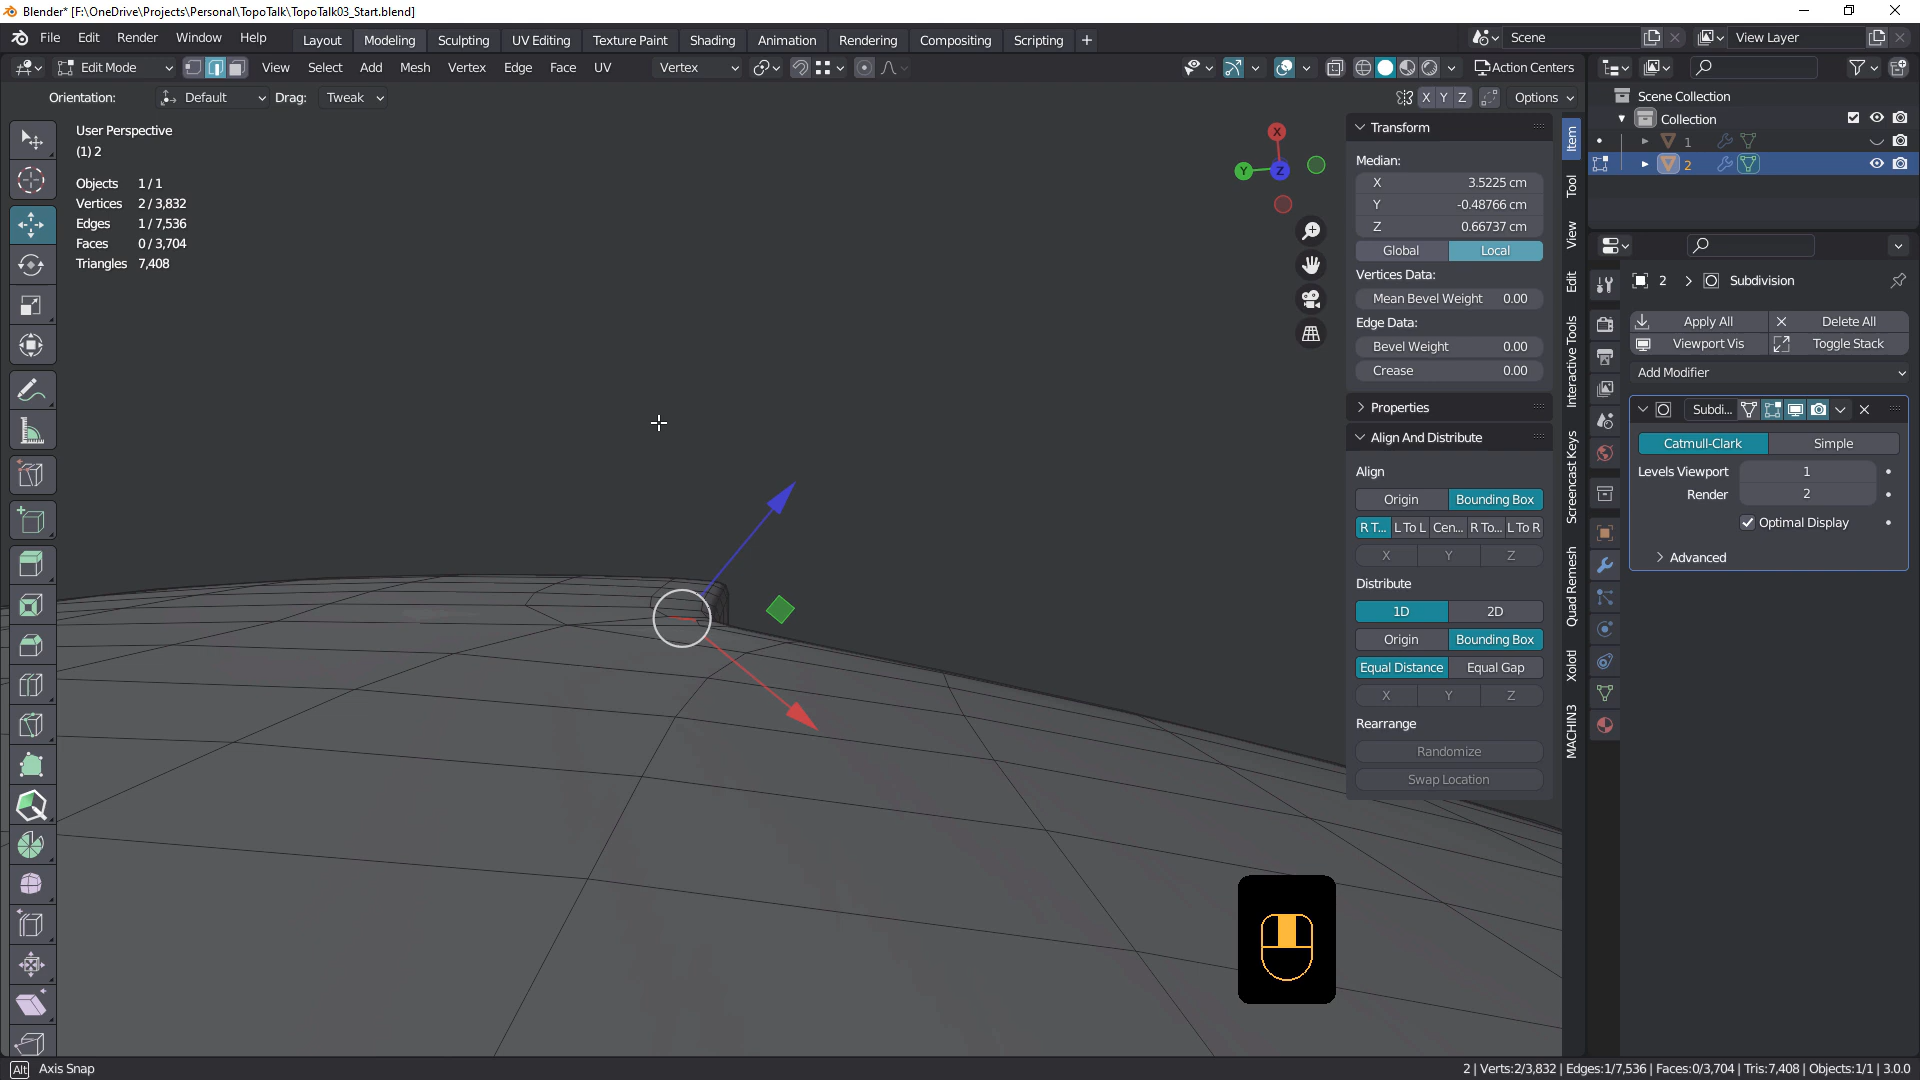 Blender* [F:\OneDrive\Projects\Personal\TopoTalk\TopoTalk03_Start.blend]
File Edit Render Window Help Layout Modeling Sculpting UV Editing Texture Paint Shading Animation Rendering Compositing Scripting + Scene View Layer
Edit Mode View Select Add Mesh Vertex Edge Face UV Vertex Action Centers
Orientation: Default Drag: Tweak X Y Z Options
User Perspective
(1) 2
Objects 1 / 1
Vertices 2 / 3,832
Edges 1 / 7,536
Faces 0 / 3,704
Triangles 7,408
X
Y
Z
Transform
Median:
X 3.5225 cm
Y -0.48766 cm
Z 0.66737 cm
Global Local
Vertices Data:
Mean Bevel Weight 0.00
Edge Data:
Bevel Weight 0.00
Crease 0.00
Properties
Align And Distribute
Align
Origin Bounding Box
R T... L To L Cen... R To... L To R
X Y Z
Distribute
1D 2D
Origin Bounding Box
Equal Distance Equal Gap
X Y Z
Rearrange
Randomize
Swap Location
Item
Tool
View
Edit
Interactive Tools
Screencast Keys
Quad Remesh
Xolotl
MACHIN3
Scene Collection
Collection
1
2
2 > Subdivision
Apply All Delete All
Viewport Vis Toggle Stack
Add Modifier
Subdi...
Catmull-Clark Simple
Levels Viewport 1
Render 2
Optimal Display
Advanced
Alt Axis Snap
2 | Verts:2/3,832 | Edges:1/7,536 | Faces:0/3,704 | Tris:7,408 | Objects:1/1 | 3.0.0